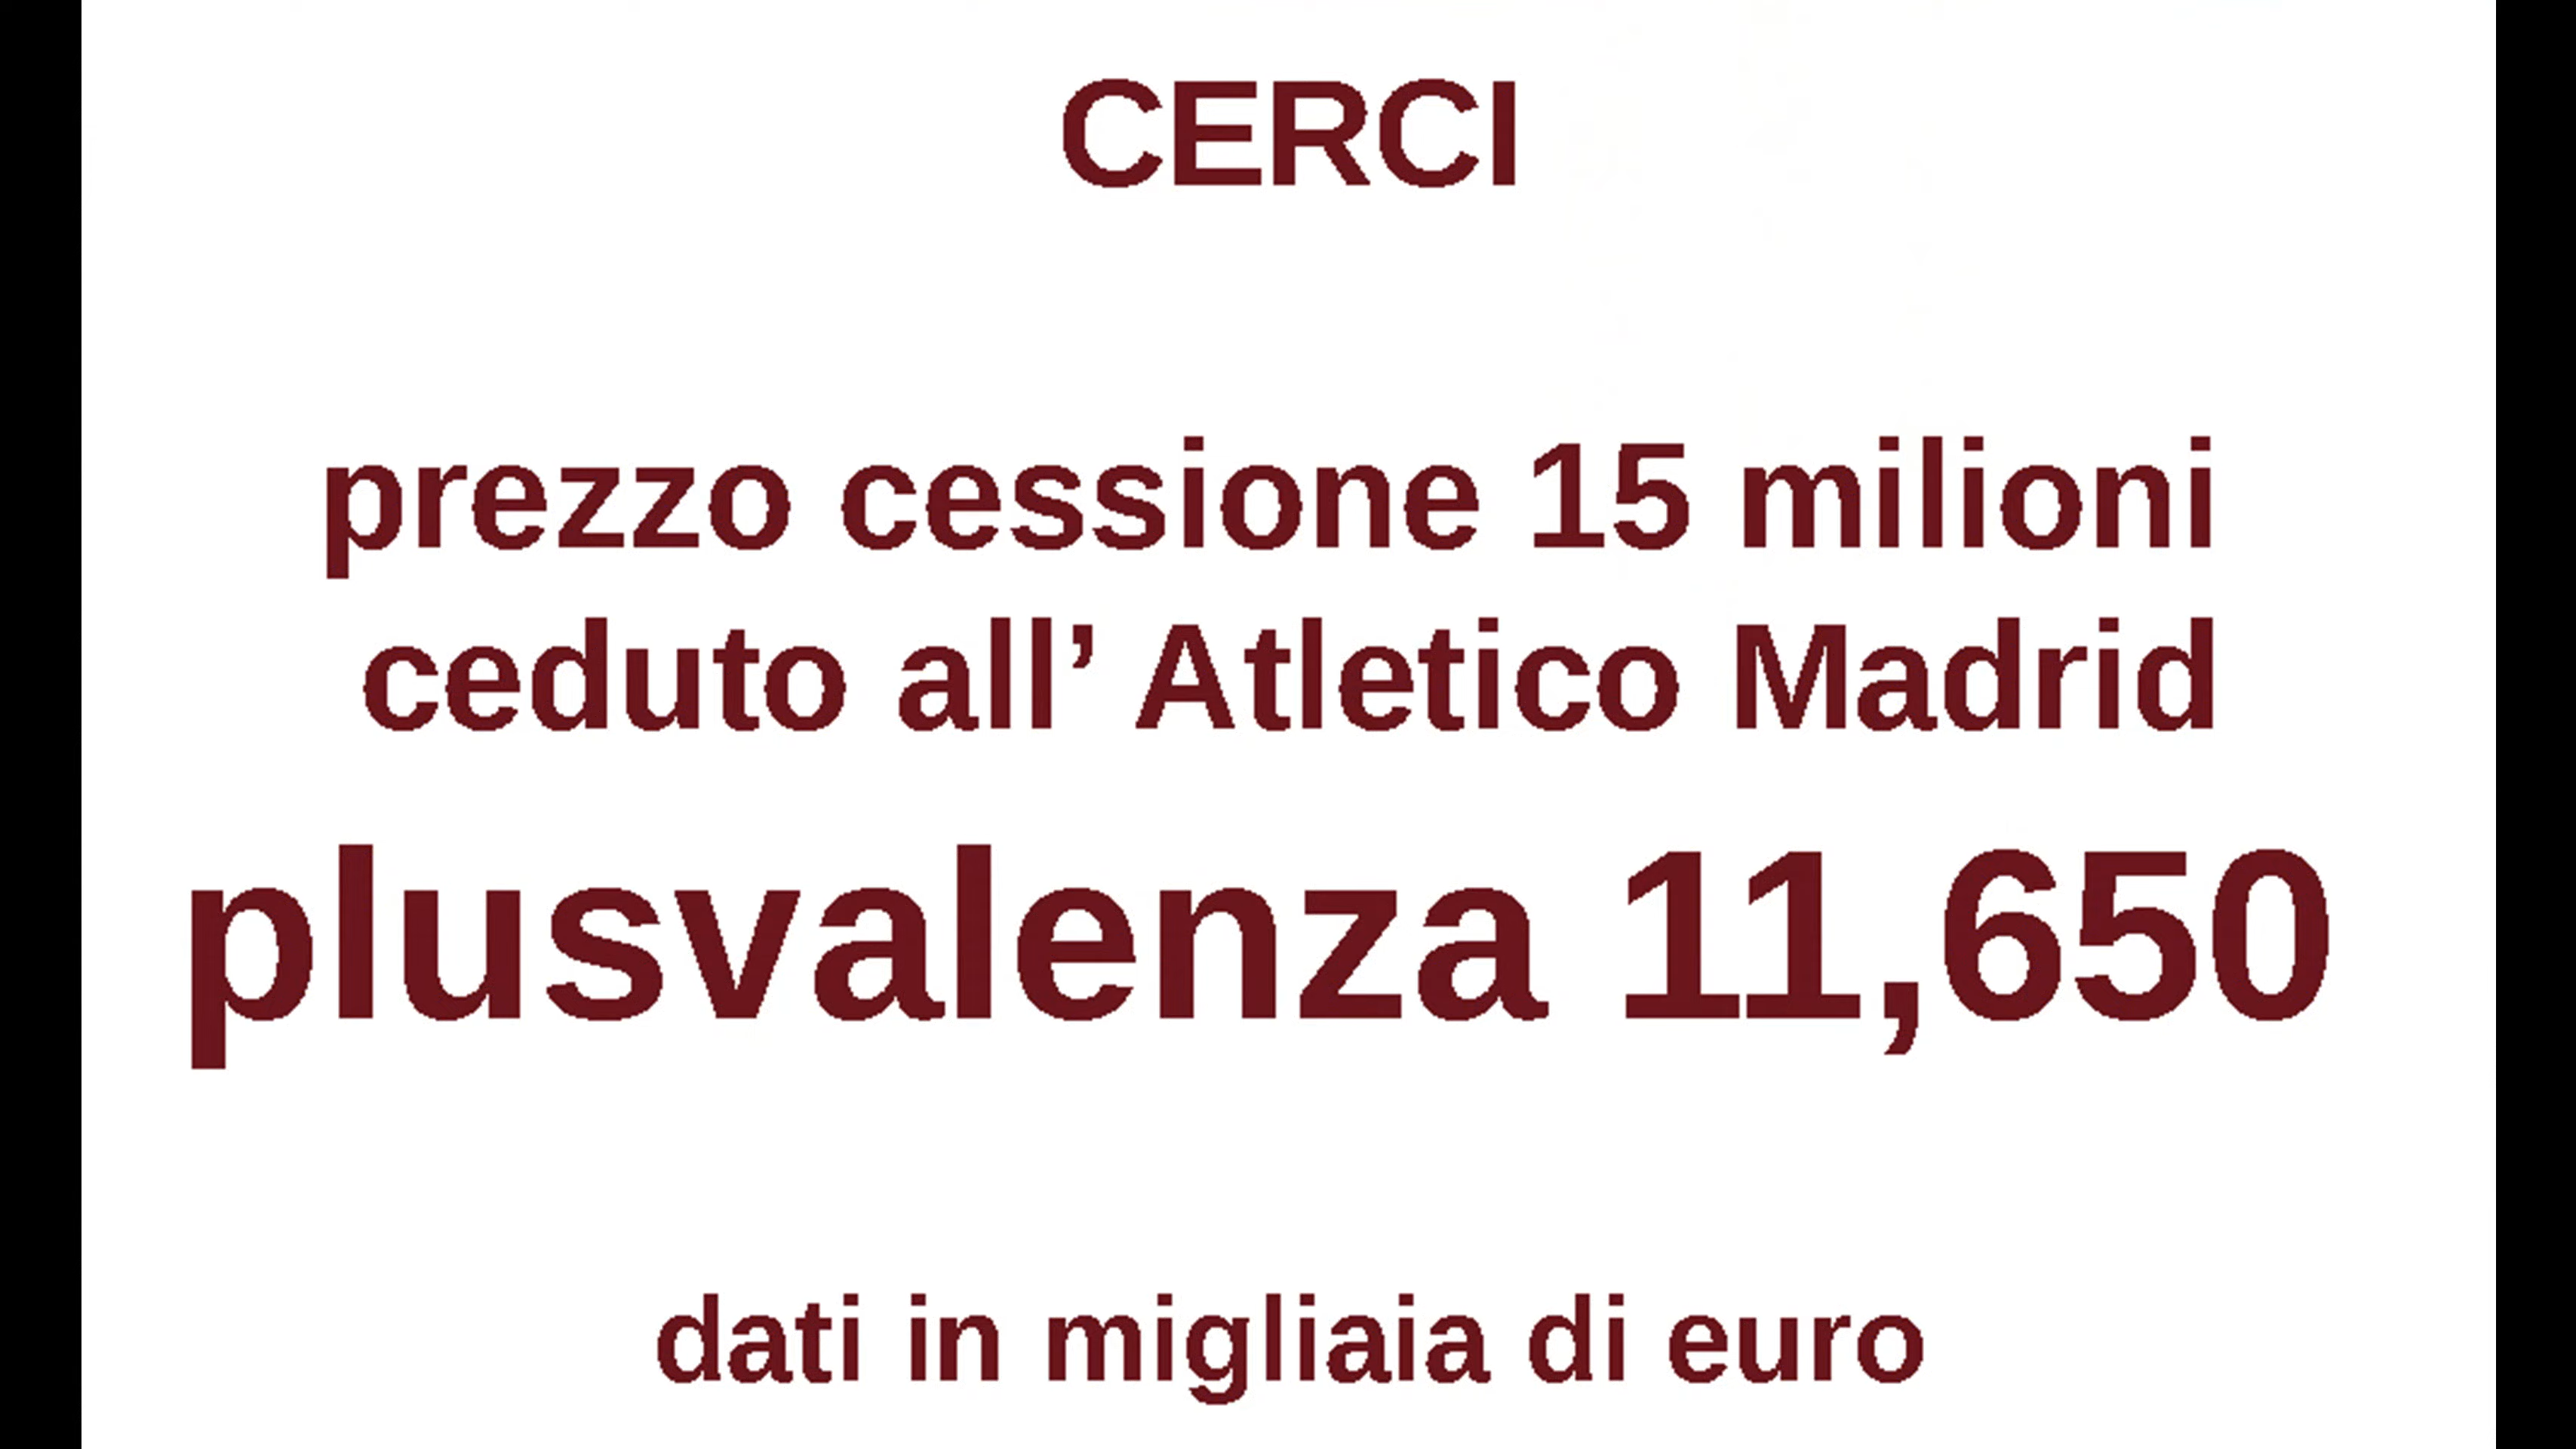 CERCI
prezzo cessione 15 milioni
ceduto all’ Atletico Madrid
plusvalenza 11,650
dati in migliaia di euro